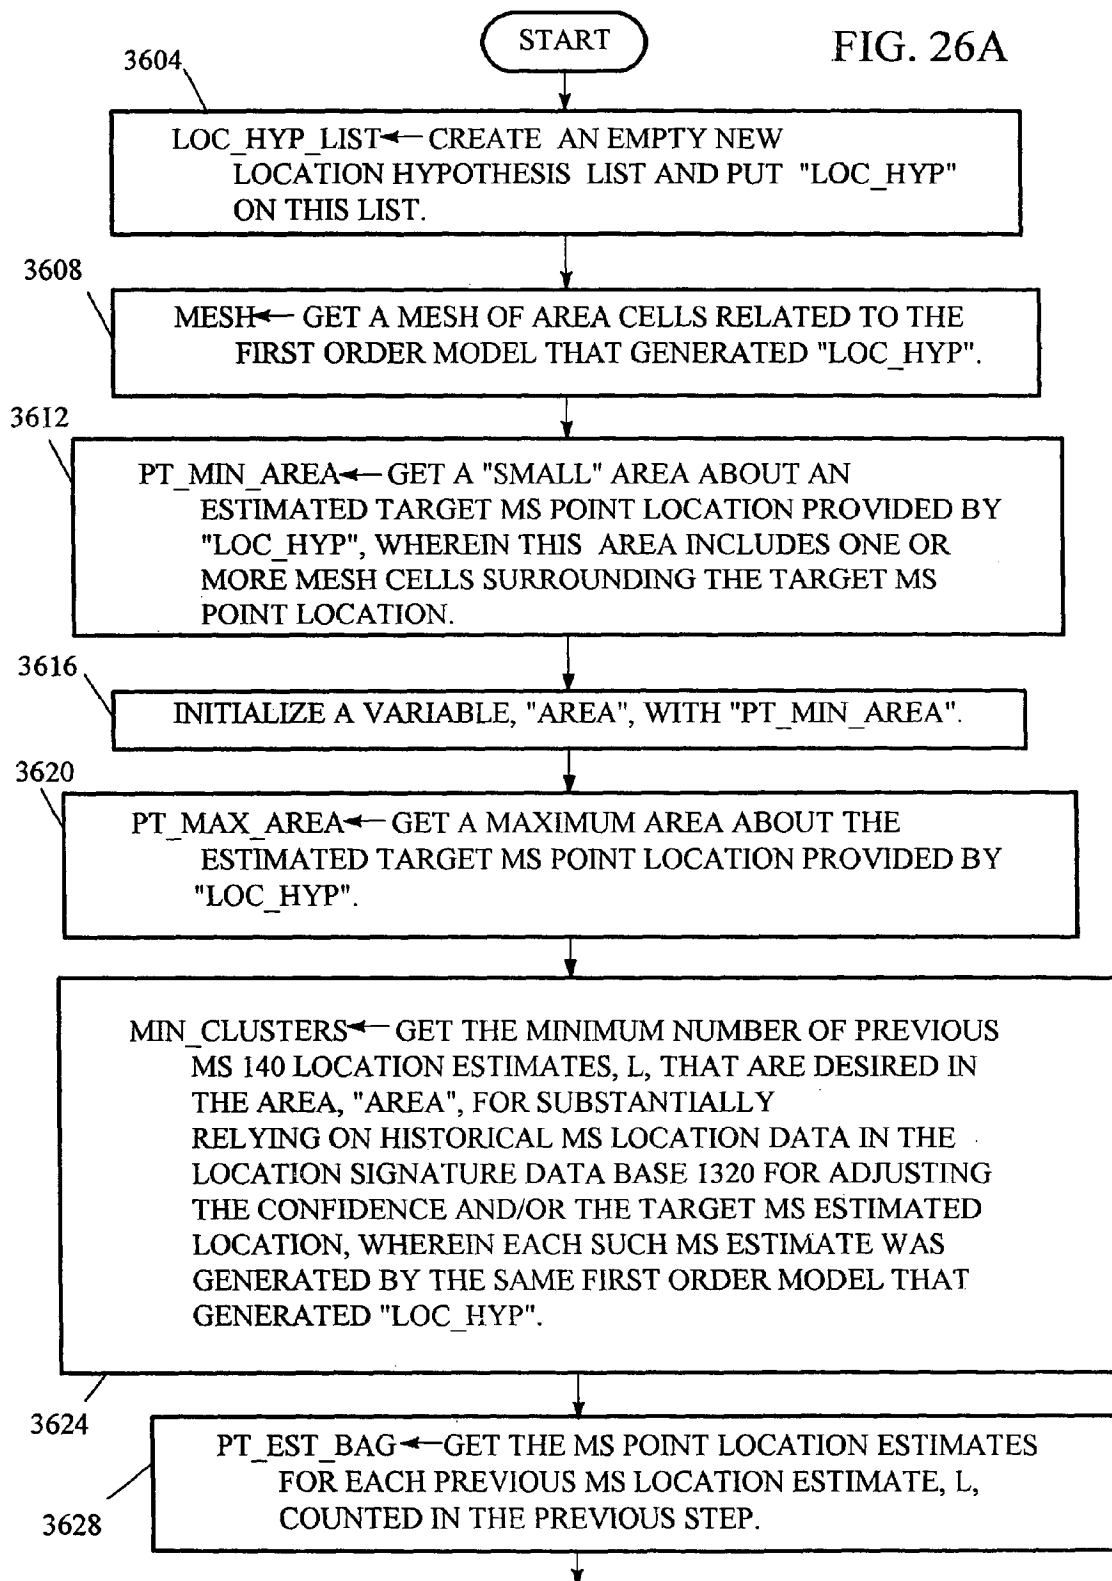 START
FIG. 26A
3604
LOC_HYP_LIST← CREATE AN EMPTY NEW
LOCATION HYPOTHESIS LIST AND PUT "LOC_HYP"
ON THIS LIST.
3608
MESH← GET A MESH OF AREA CELLS RELATED TO THE
FIRST ORDER MODEL THAT GENERATED "LOC_HYP".
3612
PT_MIN_AREA← GET A "SMALL" AREA ABOUT AN
ESTIMATED TARGET MS POINT LOCATION PROVIDED BY
"LOC_HYP", WHEREIN THIS AREA INCLUDES ONE OR
MORE MESH CELLS SURROUNDING THE TARGET MS
POINT LOCATION.
3616
INITIALIZE A VARIABLE, "AREA", WITH "PT_MIN_AREA".
3620
PT_MAX_AREA← GET A MAXIMUM AREA ABOUT THE
ESTIMATED TARGET MS POINT LOCATION PROVIDED BY
"LOC_HYP".
MIN_CLUSTERS← GET THE MINIMUM NUMBER OF PREVIOUS
MS 140 LOCATION ESTIMATES, L, THAT ARE DESIRED IN
THE AREA, "AREA", FOR SUBSTANTIALLY
RELYING ON HISTORICAL MS LOCATION DATA IN THE
LOCATION SIGNATURE DATA BASE 1320 FOR ADJUSTING
THE CONFIDENCE AND/OR THE TARGET MS ESTIMATED
LOCATION, WHEREIN EACH SUCH MS ESTIMATE WAS
GENERATED BY THE SAME FIRST ORDER MODEL THAT
GENERATED "LOC_HYP".
3624
PT_EST_BAG←GET THE MS POINT LOCATION ESTIMATES
FOR EACH PREVIOUS MS LOCATION ESTIMATE, L,
COUNTED IN THE PREVIOUS STEP.
3628